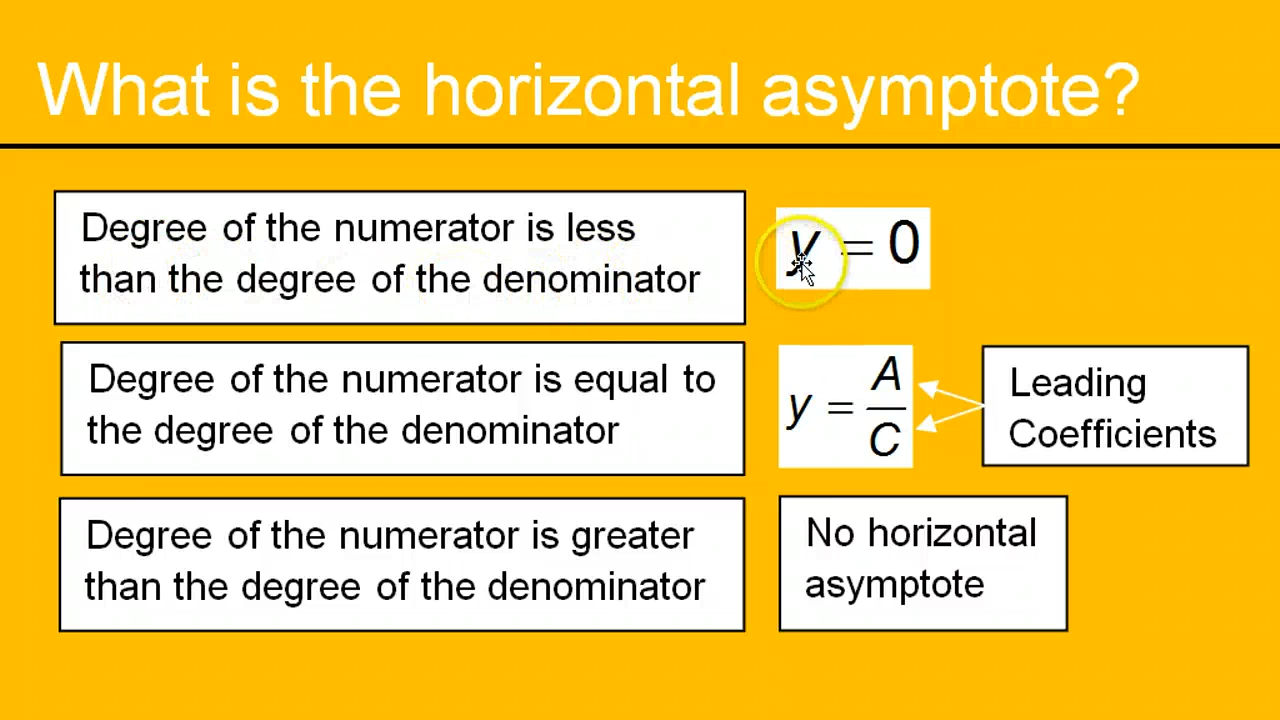 What is the horizontal asymptote?
Degree of the numerator is less
than the degree of the denominator
y = 0
Degree of the numerator is equal to
the degree of the denominator
y = A/C
Leading
Coefficients
Degree of the numerator is greater
than the degree of the denominator
No horizontal
asymptote